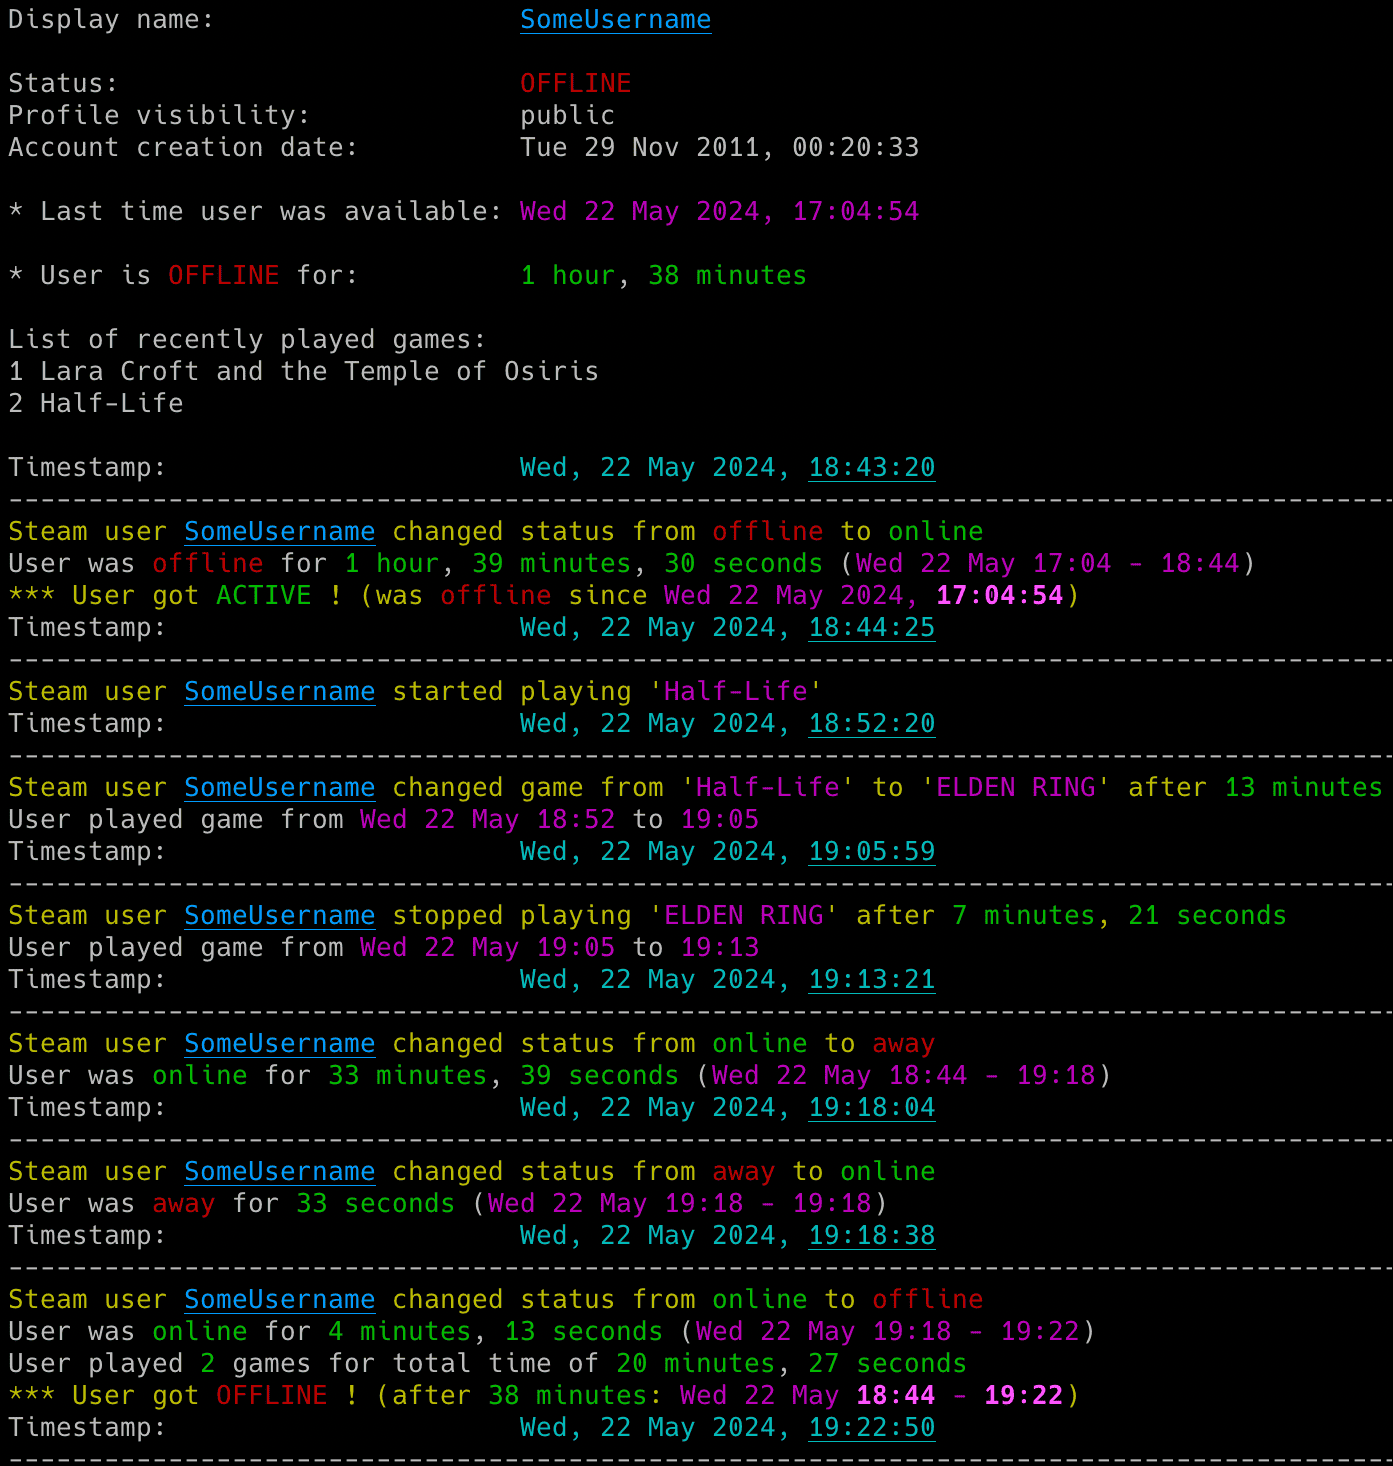 Display name: SomeUsername
Status: OFFLINE
Profile visibility: public
Account creation date: Tue 29 Nov 2011, 00:20:33
* Last time user was available: Wed 22 May 2024, 17:04:54
* User is OFFLINE for: 1 hour, 38 minutes
List of recently played games:
1 Lara Croft and the Temple of Osiris
2 Half-Life
Timestamp: Wed, 22 May 2024, 18:43:20
---------------------------------------------------------------------------------------
Steam user SomeUsername changed status from offline to online
User was offline for 1 hour, 39 minutes, 30 seconds (Wed 22 May 17:04 - 18:44)
*** User got ACTIVE ! (was offline since Wed 22 May 2024, 17:04:54)
Timestamp: Wed, 22 May 2024, 18:44:25
---------------------------------------------------------------------------------------
Steam user SomeUsername started playing 'Half-Life'
Timestamp: Wed, 22 May 2024, 18:52:20
---------------------------------------------------------------------------------------
Steam user SomeUsername changed game from 'Half-Life' to 'ELDEN RING' after 13 minutes
User played game from Wed 22 May 18:52 to 19:05
Timestamp: Wed, 22 May 2024, 19:05:59
---------------------------------------------------------------------------------------
Steam user SomeUsername stopped playing 'ELDEN RING' after 7 minutes, 21 seconds
User played game from Wed 22 May 19:05 to 19:13
Timestamp: Wed, 22 May 2024, 19:13:21
---------------------------------------------------------------------------------------
Steam user SomeUsername changed status from online to away
User was online for 33 minutes, 39 seconds (Wed 22 May 18:44 - 19:18)
Timestamp: Wed, 22 May 2024, 19:18:04
---------------------------------------------------------------------------------------
Steam user SomeUsername changed status from away to online
User was away for 33 seconds (Wed 22 May 19:18 - 19:18)
Timestamp: Wed, 22 May 2024, 19:18:38
---------------------------------------------------------------------------------------
Steam user SomeUsername changed status from online to offline
User was online for 4 minutes, 13 seconds (Wed 22 May 19:18 - 19:22)
User played 2 games for total time of 20 minutes, 27 seconds
*** User got OFFLINE ! (after 38 minutes: Wed 22 May 18:44 - 19:22)
Timestamp: Wed, 22 May 2024, 19:22:50
---------------------------------------------------------------------------------------